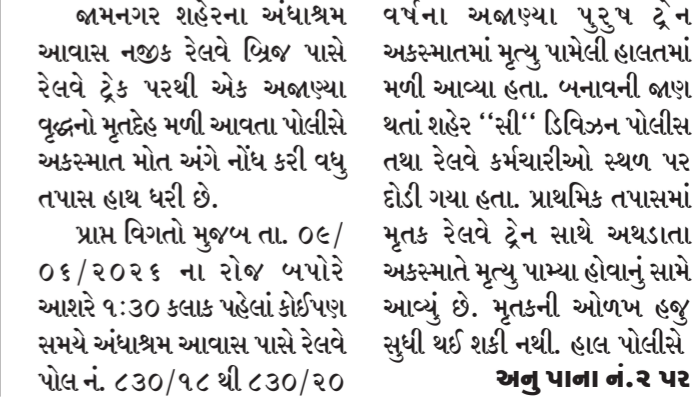 જામનગર શહેરના અંધાશ્રમ
આવાસ નજીક રેલવે બ્રિજ પાસે
રેલવે ટ્રેક પરથી એક અજાણ્યા
વૃદ્ધનો મૃતદેહ મળી આવતા પોલીસે
અકસ્માત મોત અંગે નોંધ કરી વધુ
તપાસ હાથ ધરી છે.
પ્રાપ્ત વિગતો મુજબ તા. ૦૯/
૦૬/૨૦૨૬ ના રોજ બપોરે
આશરે ૧:૩૦ કલાક પહેલાં કોઈપણ
સમયે અંધાશ્રમ આવાસ પાસે રેલવે
પોલ નં. ૮૩૦/૧૮ થી ૮૩૦/૨૦
વર્ષના અજાણ્યા પુરુષ ટ્રેન
અકસ્માતમાં મૃત્યુ પામેલી હાલતમાં
મળી આવ્યા હતા. બનાવની જાણ
થતાં શહેર ‘‘સી’’ ડિવિઝન પોલીસ
તથા રેલવે કર્મચારીઓ સ્થળ પર
દોડી ગયા હતા. પ્રાથમિક તપાસમાં
મૃતક રેલવે ટ્રેન સાથે અથડાતા
અકસ્માતે મૃત્યુ પામ્યા હોવાનું સામે
આવ્યું છે. મૃતકની ઓળખ હજુ
સુધી થઈ શકી નથી. હાલ પોલીસે
અનુ પાના નં.૨ પર